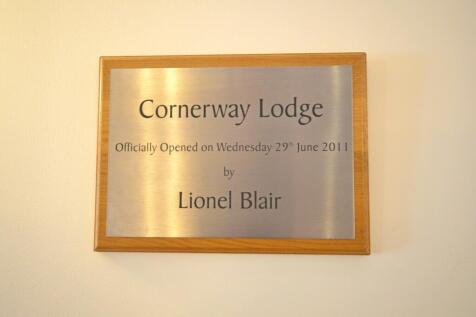 Cornerway Lodge
Officially Opened on Wednesday 29th June 2011
by
Lionel Blair